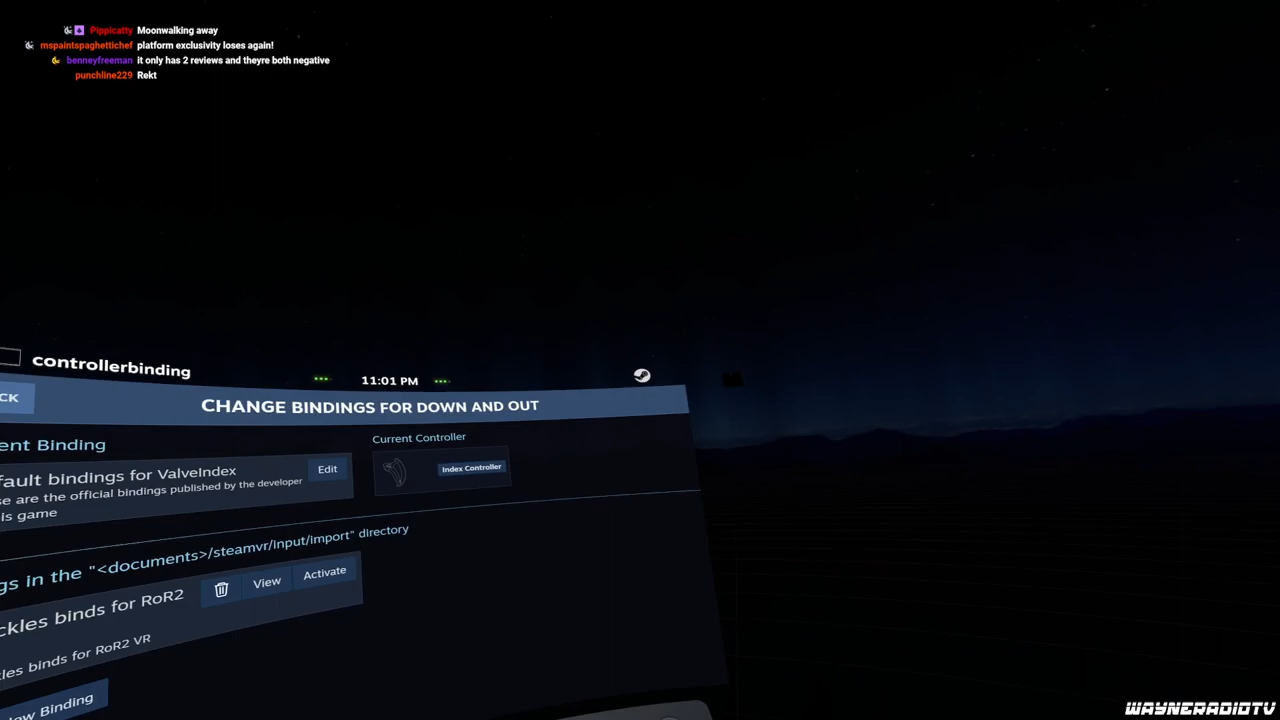 Pippicatty Moonwalking away
mspaintspaghettichef platform exclusivity loses again!
benneyfreeman it only has 2 reviews and theyre both negative
punchline229 Rekt
controllerbinding
11:01 PM
CK
CHANGE BINDINGS FOR DOWN AND OUT
ent Binding
Current Controller
fault bindings for ValveIndex
Edit
Index Controller
se are the official bindings published by the developer
is game
gs in the "<documents>/steamvr/input/import" directory
ckles binds for RoR2
View
Activate
kles binds for RoR2 VR
ew Binding
WAYNERADIOTV